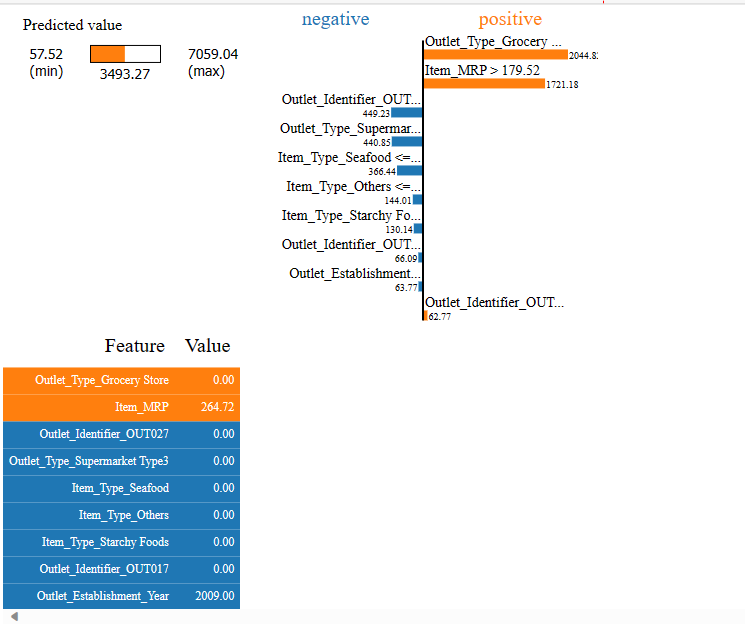 negative positive
Predicted value
57.52 7059.04
(min) 3493.27 (max)
Outlet_Type_Grocery ...
2044.8
Item_MRP > 179.52
1721.18
Outlet_Identifier_OUT...
449.23
Outlet_Type_Supermar...
440.85
Item_Type_Seafood <=...
366.44
Item_Type_Others <=...
144.01
Item_Type_Starchy Fo...
130.14
Outlet_Identifier_OUT...
66.09
Outlet_Establishment...
63.77
Outlet_Identifier_OUT...
62.77
Feature Value
Outlet_Type_Grocery Store 0.00
Item_MRP 264.72
Outlet_Identifier_OUT027 0.00
Outlet_Type_Supermarket Type3 0.00
Item_Type_Seafood 0.00
Item_Type_Others 0.00
Item_Type_Starchy Foods 0.00
Outlet_Identifier_OUT017 0.00
Outlet_Establishment_Year 2009.00